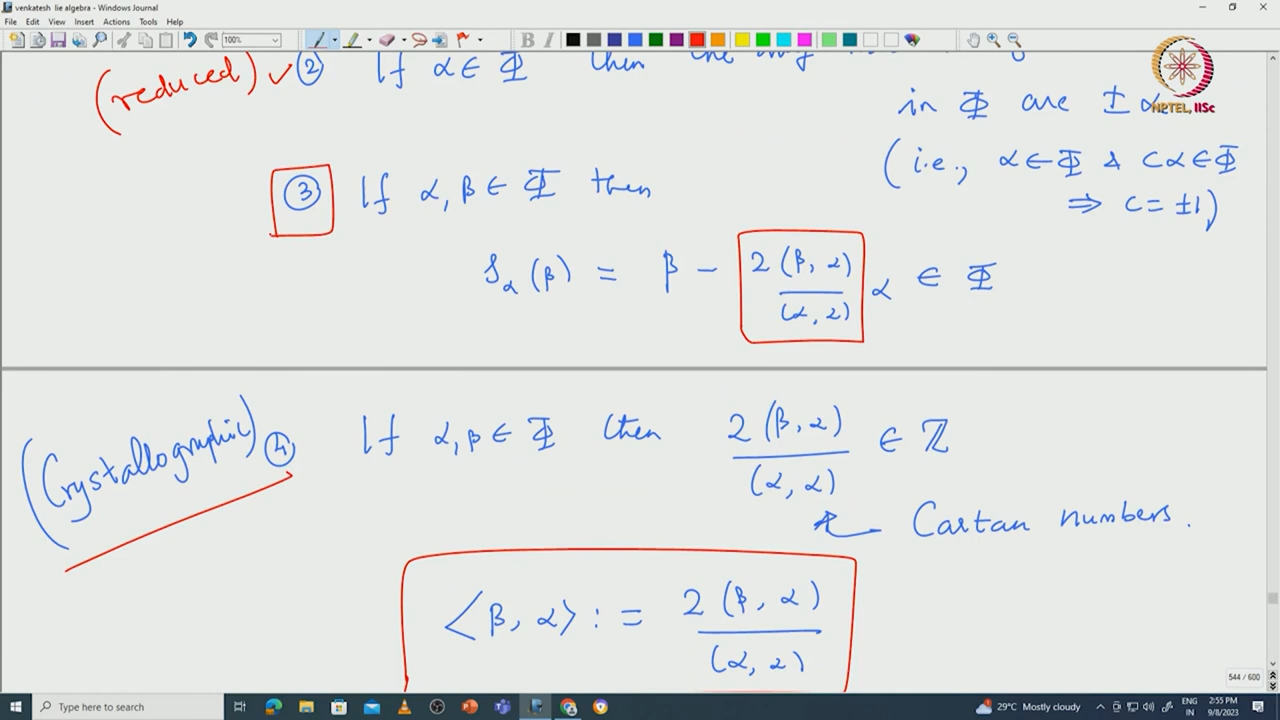 venkatesh lie algebra - Windows Journal
File Edit View Insert Actions Tools Help
100%
B I
NPTEL, IISc
(reduced) ✓ ② If α ∈ Φ then the
in Φ are ± α
(i.e., α ∈ Φ & cα ∈ Φ
⇒ c = ±1)
③ If α, β ∈ Φ then
S_α(β) = β - 2(β, α)/(α, α) α ∈ Φ
(Crystallographic) ④ If α, β ∈ Φ then 2(β, α)/(α, α) ∈ ℤ
Cartan numbers.
<β, α> := 2(β, α)/(α, α)
544 / 600
Type here to search
29°C Mostly cloudy
ENG
IN
2:55 PM
9/8/2023